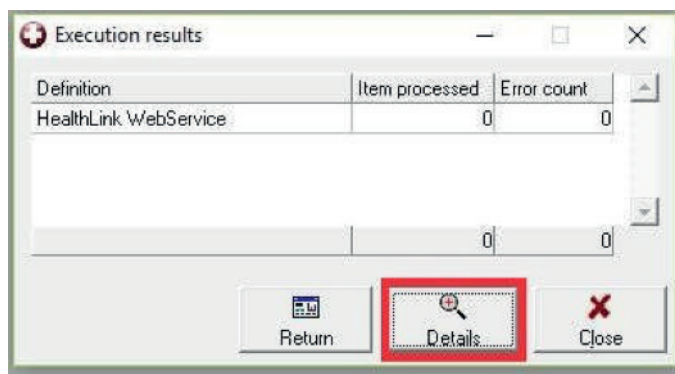 Execution results
Definition Item processed Error count
HealthLink WebService 0 0
0 0
Return Details Close